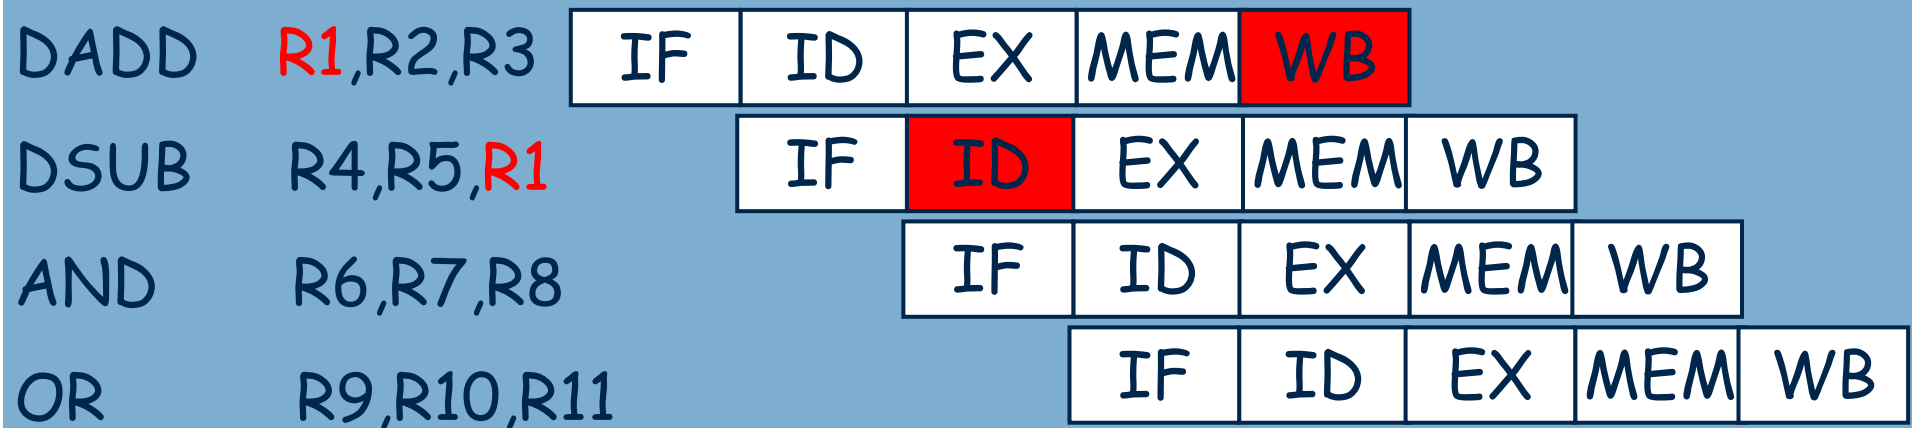 DADD R1,R2,R3 IF ID EX MEM WB
DSUB R4,R5,R1 IF ID EX MEM WB
AND R6,R7,R8 IF ID EX MEM WB
OR R9,R10,R11 IF ID EX MEM WB